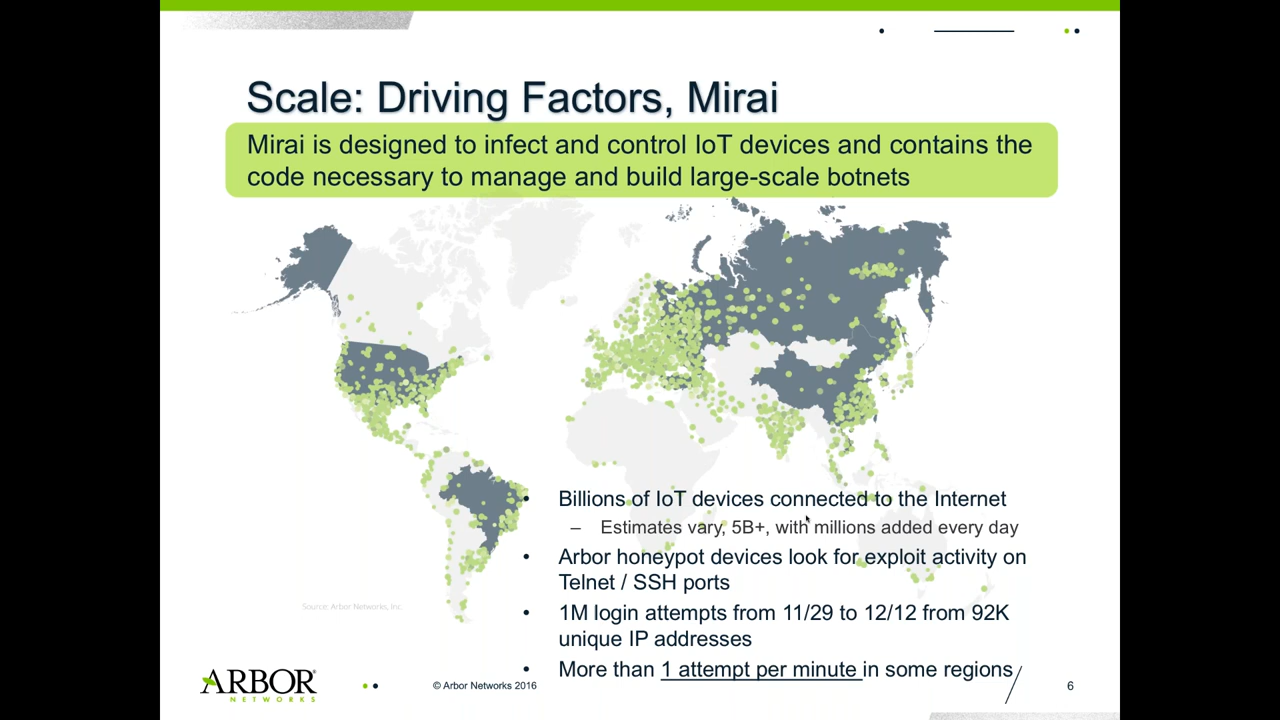 Scale: Driving Factors, Mirai
Mirai is designed to infect and control IoT devices and contains the
code necessary to manage and build large-scale botnets
• Billions of IoT devices connected to the Internet
– Estimates vary, 5B+, with millions added every day
• Arbor honeypot devices look for exploit activity on
Telnet / SSH ports
• 1M login attempts from 11/29 to 12/12 from 92K
unique IP addresses
• More than 1 attempt per minute in some regions
Source: Arbor Networks, Inc.
ARBOR®
NETWORKS
© Arbor Networks 2016
6